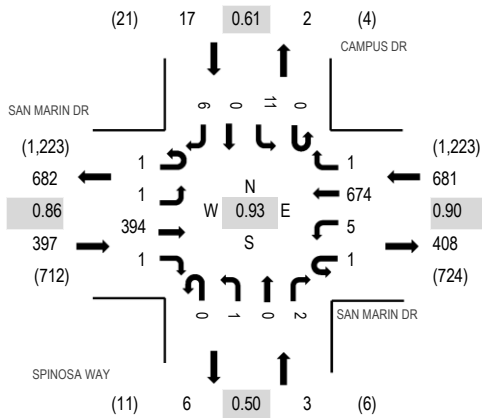 (21) 17 0.61 2 (4)
CAMPUS DR
6 0 11 0
SAN MARIN DR
(1,223) (1,223)
1 1
682 681
1 N 674
0.86 W 0.93 E 0.90
394 S 5
397 408
1 1
(712) (724)
0 1 0 2
SAN MARIN DR
SPINOSA WAY
(11) 6 0.50 3 (6)